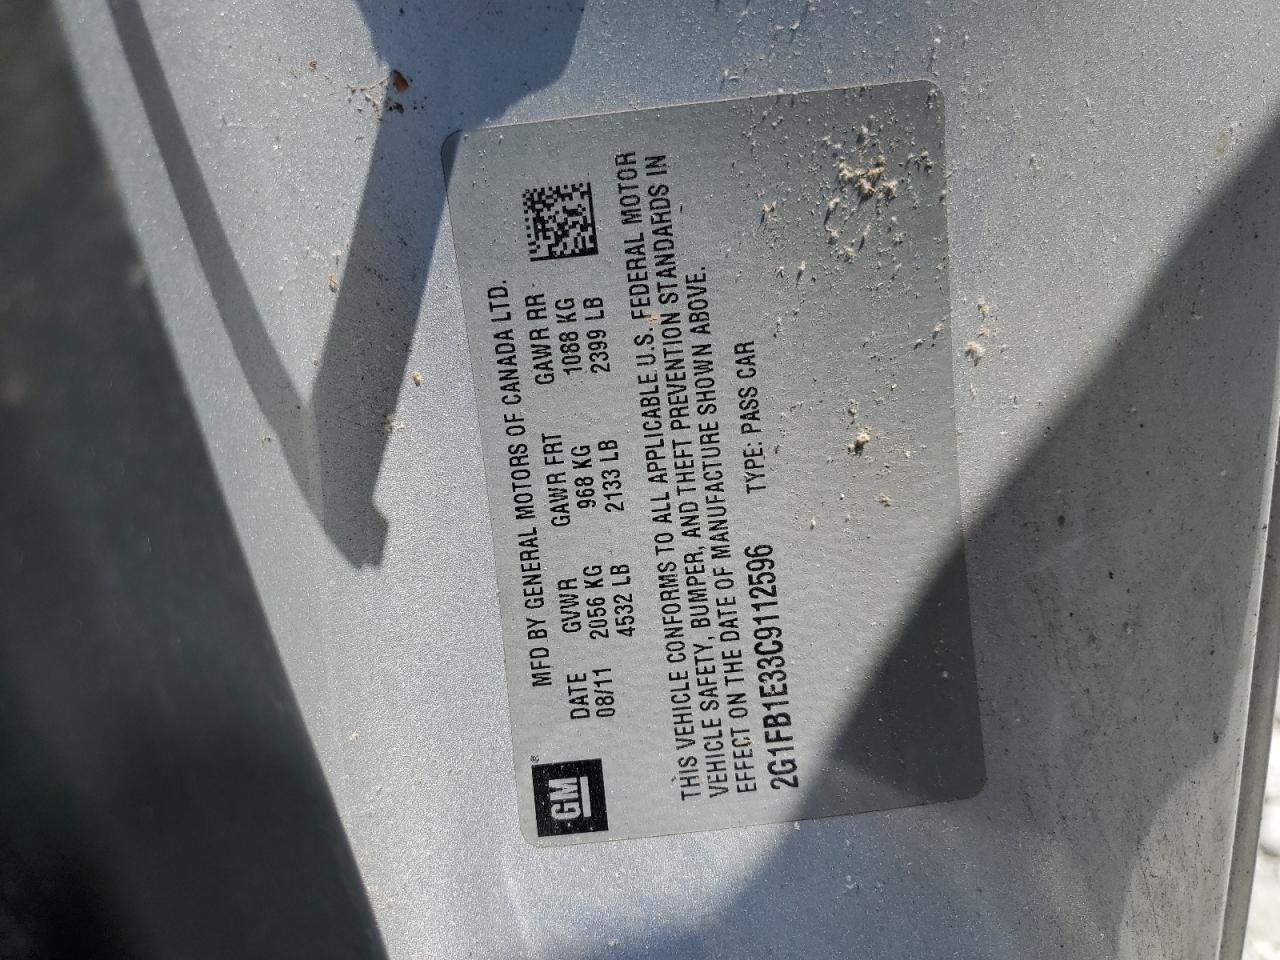 MFD BY GENERAL MOTORS OF CANADA LTD.
DATE GVWR GAWR FRT GAWR RR
08/11 2056 KG 968 KG 1088 KG
4532 LB 2133 LB 2399 LB
GM®
THIS VEHICLE CONFORMS TO ALL APPLICABLE U.S. FEDERAL MOTOR
VEHICLE SAFETY, BUMPER, AND THEFT PREVENTION STANDARDS IN
EFFECT ON THE DATE OF MANUFACTURE SHOWN ABOVE.
2G1FB1E33C9112596 TYPE: PASS CAR